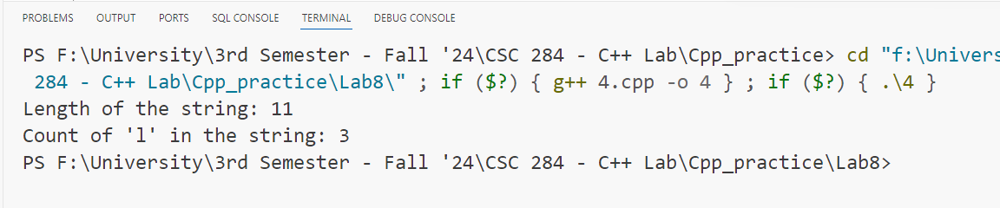 PROBLEMS OUTPUT PORTS SQL CONSOLE TERMINAL DEBUG CONSOLE
PS F:\University\3rd Semester - Fall '24\CSC 284 - C++ Lab\Cpp_practice> cd "f:\Univers
284 - C++ Lab\Cpp_practice\Lab8\" ; if ($?) { g++ 4.cpp -o 4 } ; if ($?) { .\4 }
Length of the string: 11
Count of 'l' in the string: 3
PS F:\University\3rd Semester - Fall '24\CSC 284 - C++ Lab\Cpp_practice\Lab8>